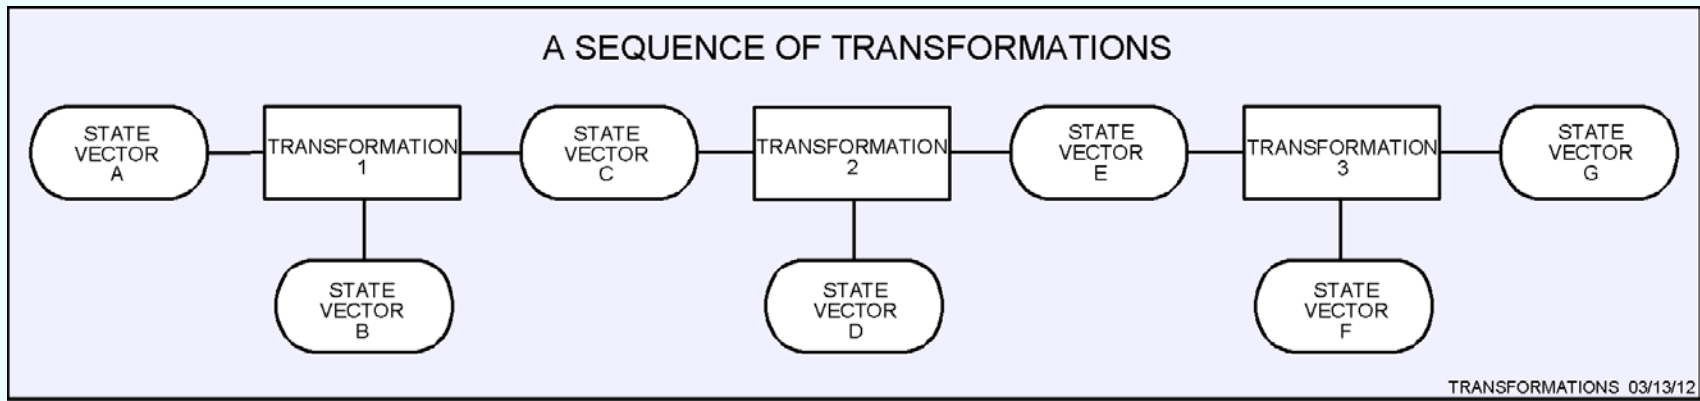 A SEQUENCE OF TRANSFORMATIONS
STATE
VECTOR
A
TRANSFORMATION
1
STATE
VECTOR
C
TRANSFORMATION
2
STATE
VECTOR
E
TRANSFORMATION
3
STATE
VECTOR
G
STATE
VECTOR
B
STATE
VECTOR
D
STATE
VECTOR
F
TRANSFORMATIONS 03/13/12